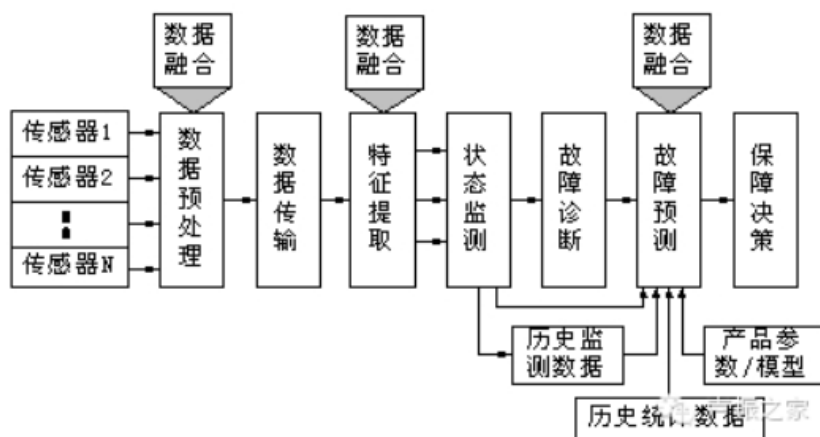 数据
融合
数据
融合
数据
融合
传感器1
传感器2
传感器N
数据预处理
数据传输
特征提取
状态监测
故障诊断
故障预测
保障决策
历史监
测数据
产品参
数/模型
历史统计数据
之家